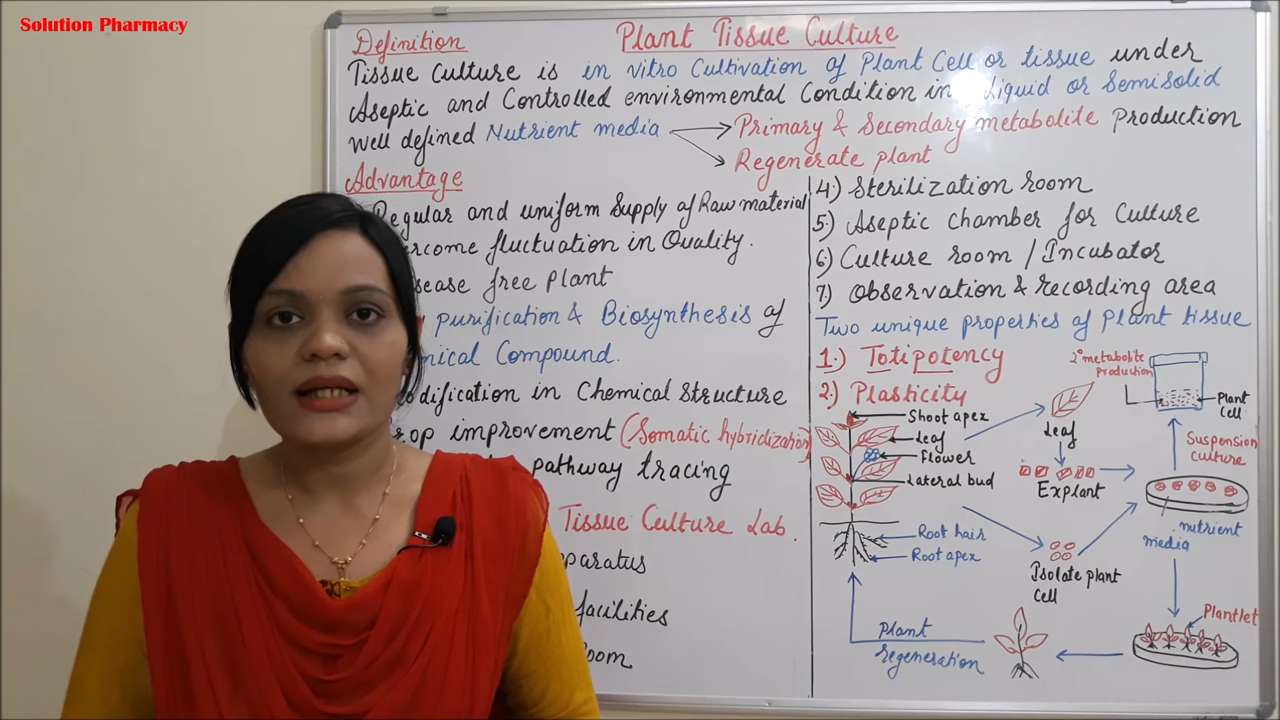 Solution Pharmacy
Plant Tissue Culture
Definition
Tissue Culture is in vitro Cultivation of Plant Cell or tissue under
Aseptic and Controlled environmental Condition in Liquid or Semisolid
well defined Nutrient media
Primary & Secondary metabolite Production
Regenerate plant
Advantage
Regular and uniform Supply of Raw material
fluctuation in Quality.
free Plant
purification & Biosynthesis of
Compound.
in Chemical Structure
improvement (Somatic hybridization)
pathway tracing
Tissue Culture Lab.
facilities
4.) Sterilization room
5.) Aseptic chamber for Culture
6.) Culture room / Incubator
7.) Observation & recording area
Two unique properties of Plant tissue
1.) Totipotency
2.) Plasticity
Shoot apex
Leaf
flower
Lateral bud
Root hair
Root apex
Leaf
Explant
Isolate plant
Cell
2° metabolite
Production
Plant
Cell
Suspension
Culture
nutrient
media
Plantlet
Plant
regeneration